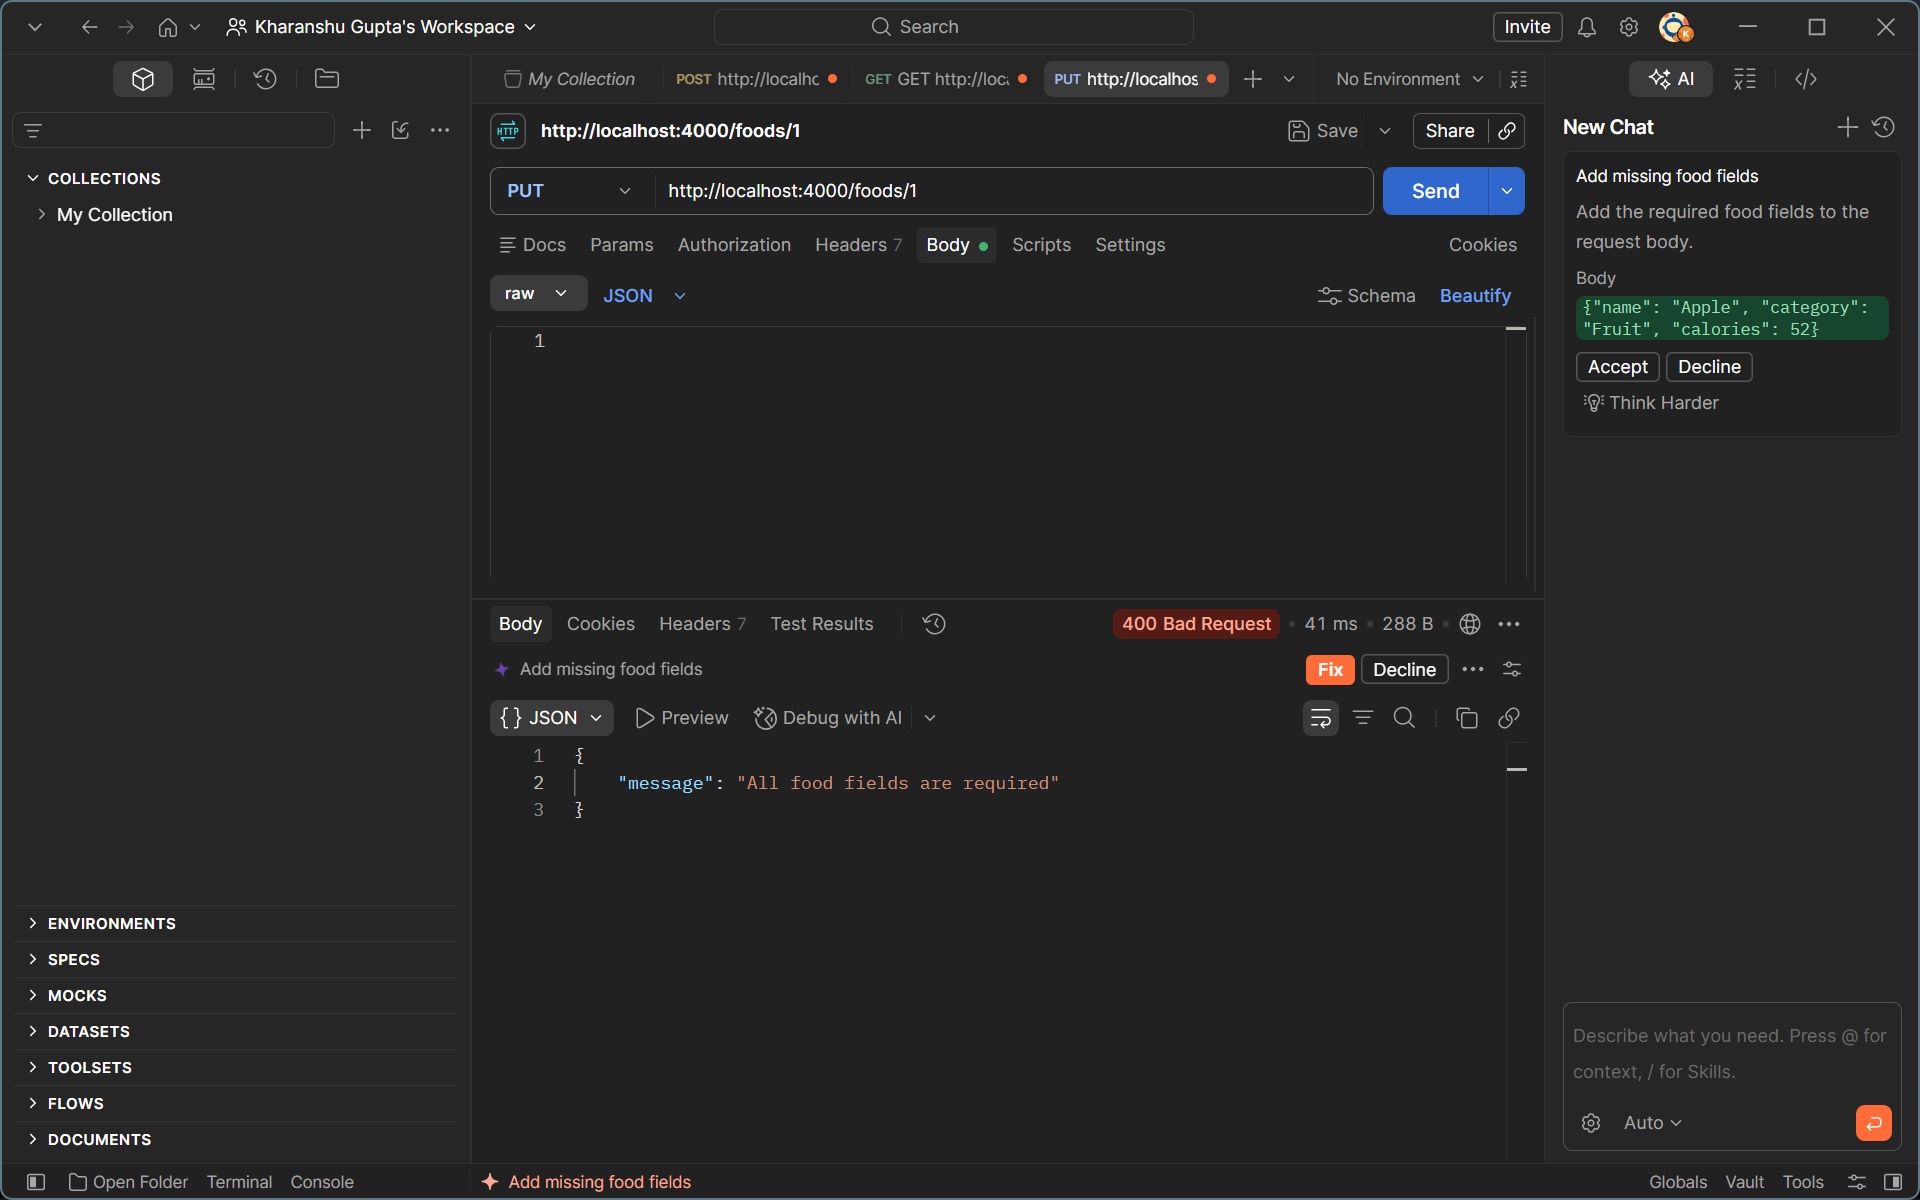 Kharanshu Gupta's Workspace
Search
Invite
K
My Collection
POST http://localhc
GET GET http://loc
PUT http://localhos
No Environment
AI
HTTP
http://localhost:4000/foods/1
Save
Share
COLLECTIONS
My Collection
PUT
http://localhost:4000/foods/1
Send
Docs
Params
Authorization
Headers 7
Body
Scripts
Settings
Cookies
raw
JSON
Schema
Beautify
1
Body
Cookies
Headers 7
Test Results
400 Bad Request
41 ms
288 B
Add missing food fields
Fix
Decline
{} JSON
Preview
Debug with AI
1 {
2 "message": "All food fields are required"
3 }
New Chat
Add missing food fields
Add the required food fields to the
request body.
Body
{"name": "Apple", "category":
"Fruit", "calories": 52}
Accept
Decline
Think Harder
Describe what you need. Press @ for
context, / for Skills.
Auto
ENVIRONMENTS
SPECS
MOCKS
DATASETS
TOOLSETS
FLOWS
DOCUMENTS
Open Folder
Terminal
Console
Add missing food fields
Globals
Vault
Tools